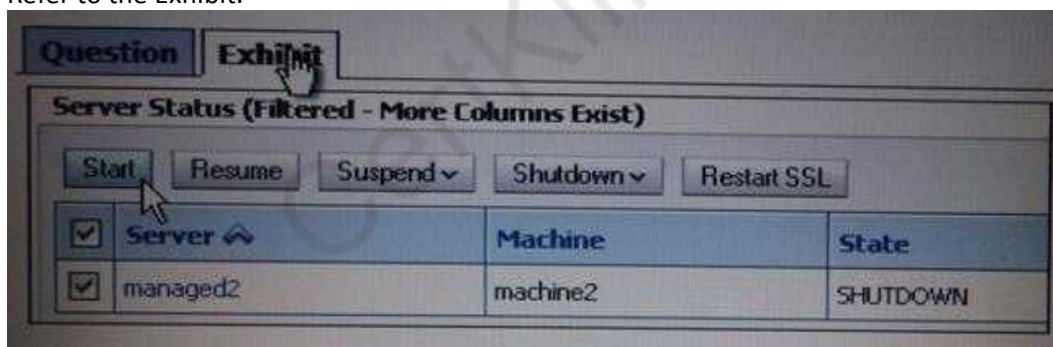 Refer to the Exhibit.
Question Exhibit
Server Status (Filtered - More Columns Exist)
Start Resume Suspend Shutdown Restart SSL
Server Machine State
managed2 machine2 SHUTDOWN